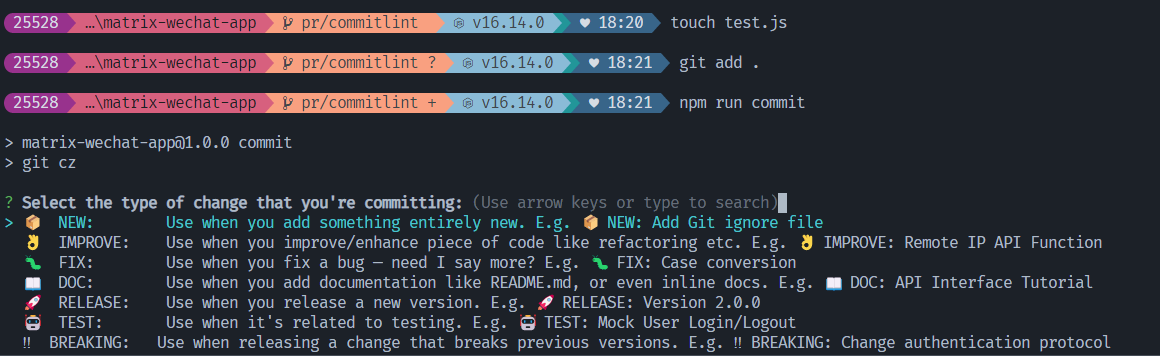 25528 …\matrix-wechat-app pr/commitlint v16.14.0 ♥ 18:20 touch test.js
25528 …\matrix-wechat-app pr/commitlint ? v16.14.0 ♥ 18:21 git add .
25528 …\matrix-wechat-app pr/commitlint + v16.14.0 ♥ 18:21 npm run commit
> matrix-wechat-app@1.0.0 commit
> git cz
? Select the type of change that you're committing: (Use arrow keys or type to search)
> 📦 NEW: Use when you add something entirely new. E.g. 📦 NEW: Add Git ignore file
👌 IMPROVE: Use when you improve/enhance piece of code like refactoring etc. E.g. 👌 IMPROVE: Remote IP API Function
🐛 FIX: Use when you fix a bug — need I say more? E.g. 🐛 FIX: Case conversion
📖 DOC: Use when you add documentation like README.md, or even inline docs. E.g. 📖 DOC: API Interface Tutorial
🚀 RELEASE: Use when you release a new version. E.g. 🚀 RELEASE: Version 2.0.0
🤖 TEST: Use when it's related to testing. E.g. 🤖 TEST: Mock User Login/Logout
‼ BREAKING: Use when releasing a change that breaks previous versions. E.g. ‼ BREAKING: Change authentication protocol